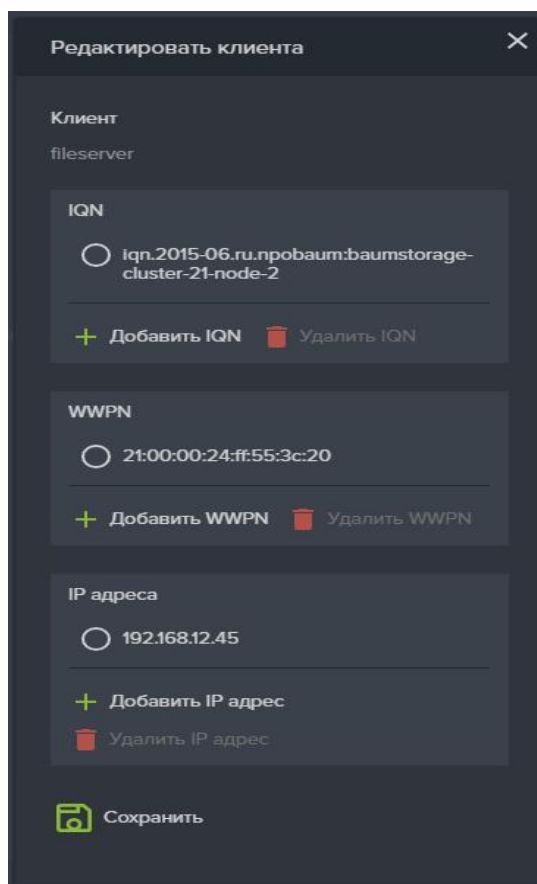 Редактировать клиента
Клиент
fileserver
IQN
iqn.2015-06.ru.npobaum:baumstorage-
cluster-21-node-2
Добавить IQN Удалить IQN
WWPN
21:00:00:24:ff:55:3c:20
Добавить WWPN Удалить WWPN
IP адреса
192.168.12.45
Добавить IP адрес
Удалить IP адрес
Сохранить